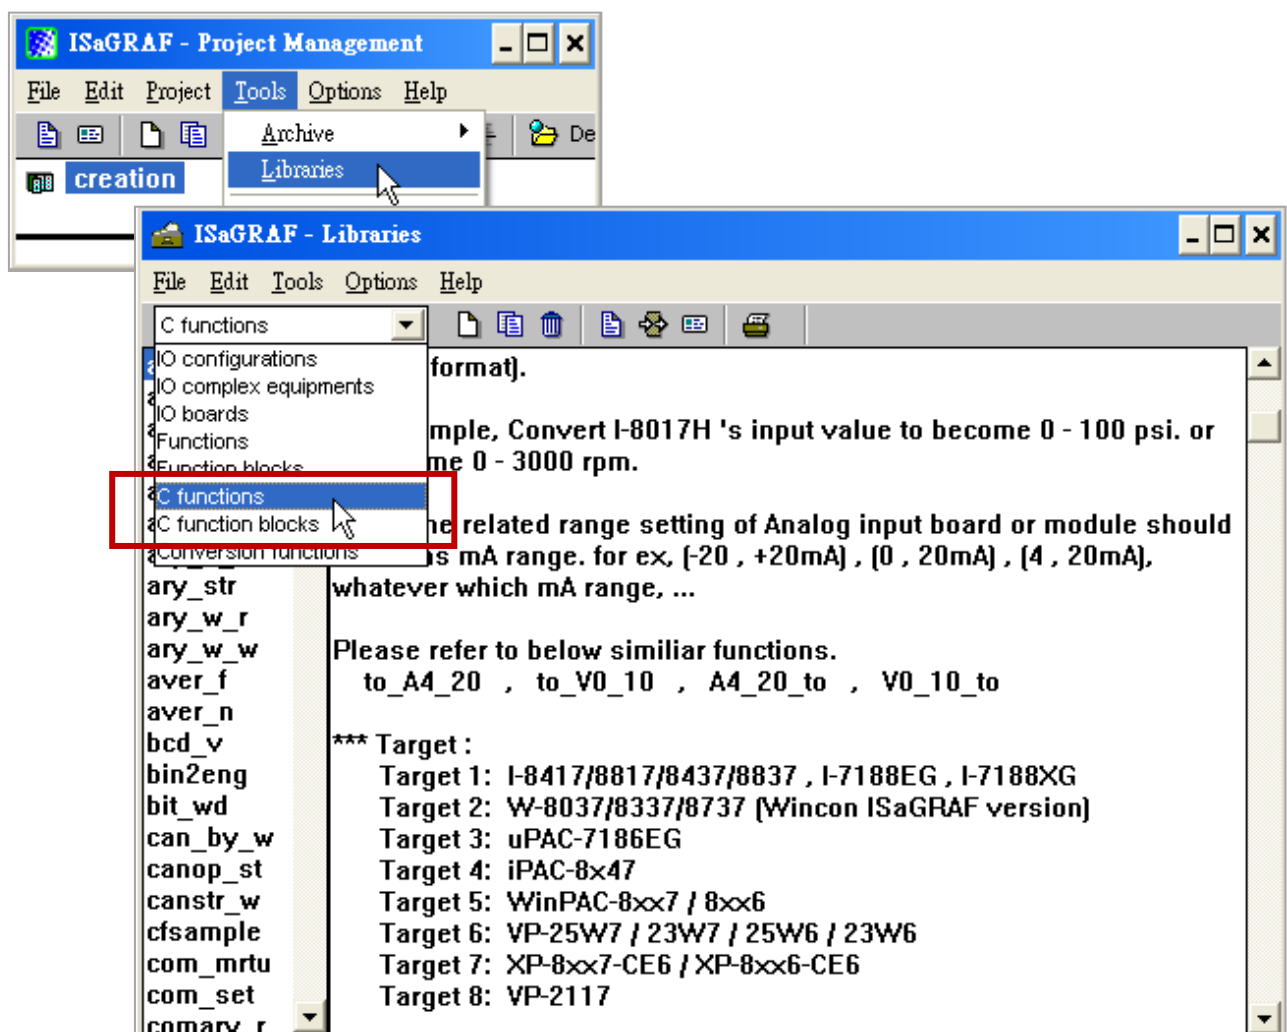 ISaGRAF - Project Management
File Edit Project Tools Options Help
Archive
De
Libraries
creation
ISaGRAF - Libraries
File Edit Tools Options Help
C functions
IO configurations
IO complex equipments
IO boards
Functions
Function blocks
C functions
C function blocks
Conversion functions
ary_str
ary_w_r
ary_w_w
aver_f
aver_n
bcd_v
bin2eng
bit_wd
can_by_w
canop_st
canstr_w
cfsample
com_mrtu
com_set
comary_r
format).
mple, Convert I-8017H 's input value to become 0 - 100 psi. or
me 0 - 3000 rpm.
he related range setting of Analog input board or module should
s mA range. for ex, (-20 , +20mA) , (0 , 20mA) , (4 , 20mA),
whatever which mA range, ...
Please refer to below similiar functions.
to_A4_20 , to_V0_10 , A4_20_to , V0_10_to
*** Target :
Target 1: I-8417/8817/8437/8837 , I-7188EG , I-7188XG
Target 2: W-8037/8337/8737 (Wincon ISaGRAF version)
Target 3: uPAC-7186EG
Target 4: iPAC-8x47
Target 5: WinPAC-8xx7 / 8xx6
Target 6: VP-25W7 / 23W7 / 25W6 / 23W6
Target 7: XP-8xx7-CE6 / XP-8xx6-CE6
Target 8: VP-2117